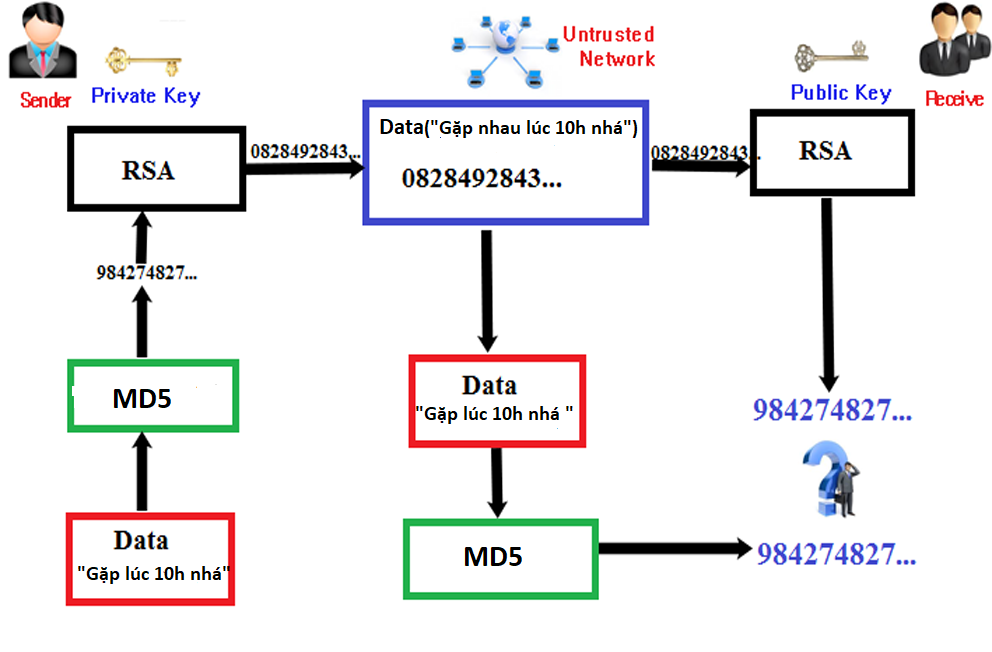 Untrusted
Network
Sender
Private Key
Public Key
Receive
RSA
0828492843...
Data("Gặp nhau lúc 10h nhá")
0828492843...
0828492843...
RSA
984274827...
MD5
Data
"Gặp lúc 10h nhá "
984274827...
Data
"Gặp lúc 10h nhá"
MD5
984274827...